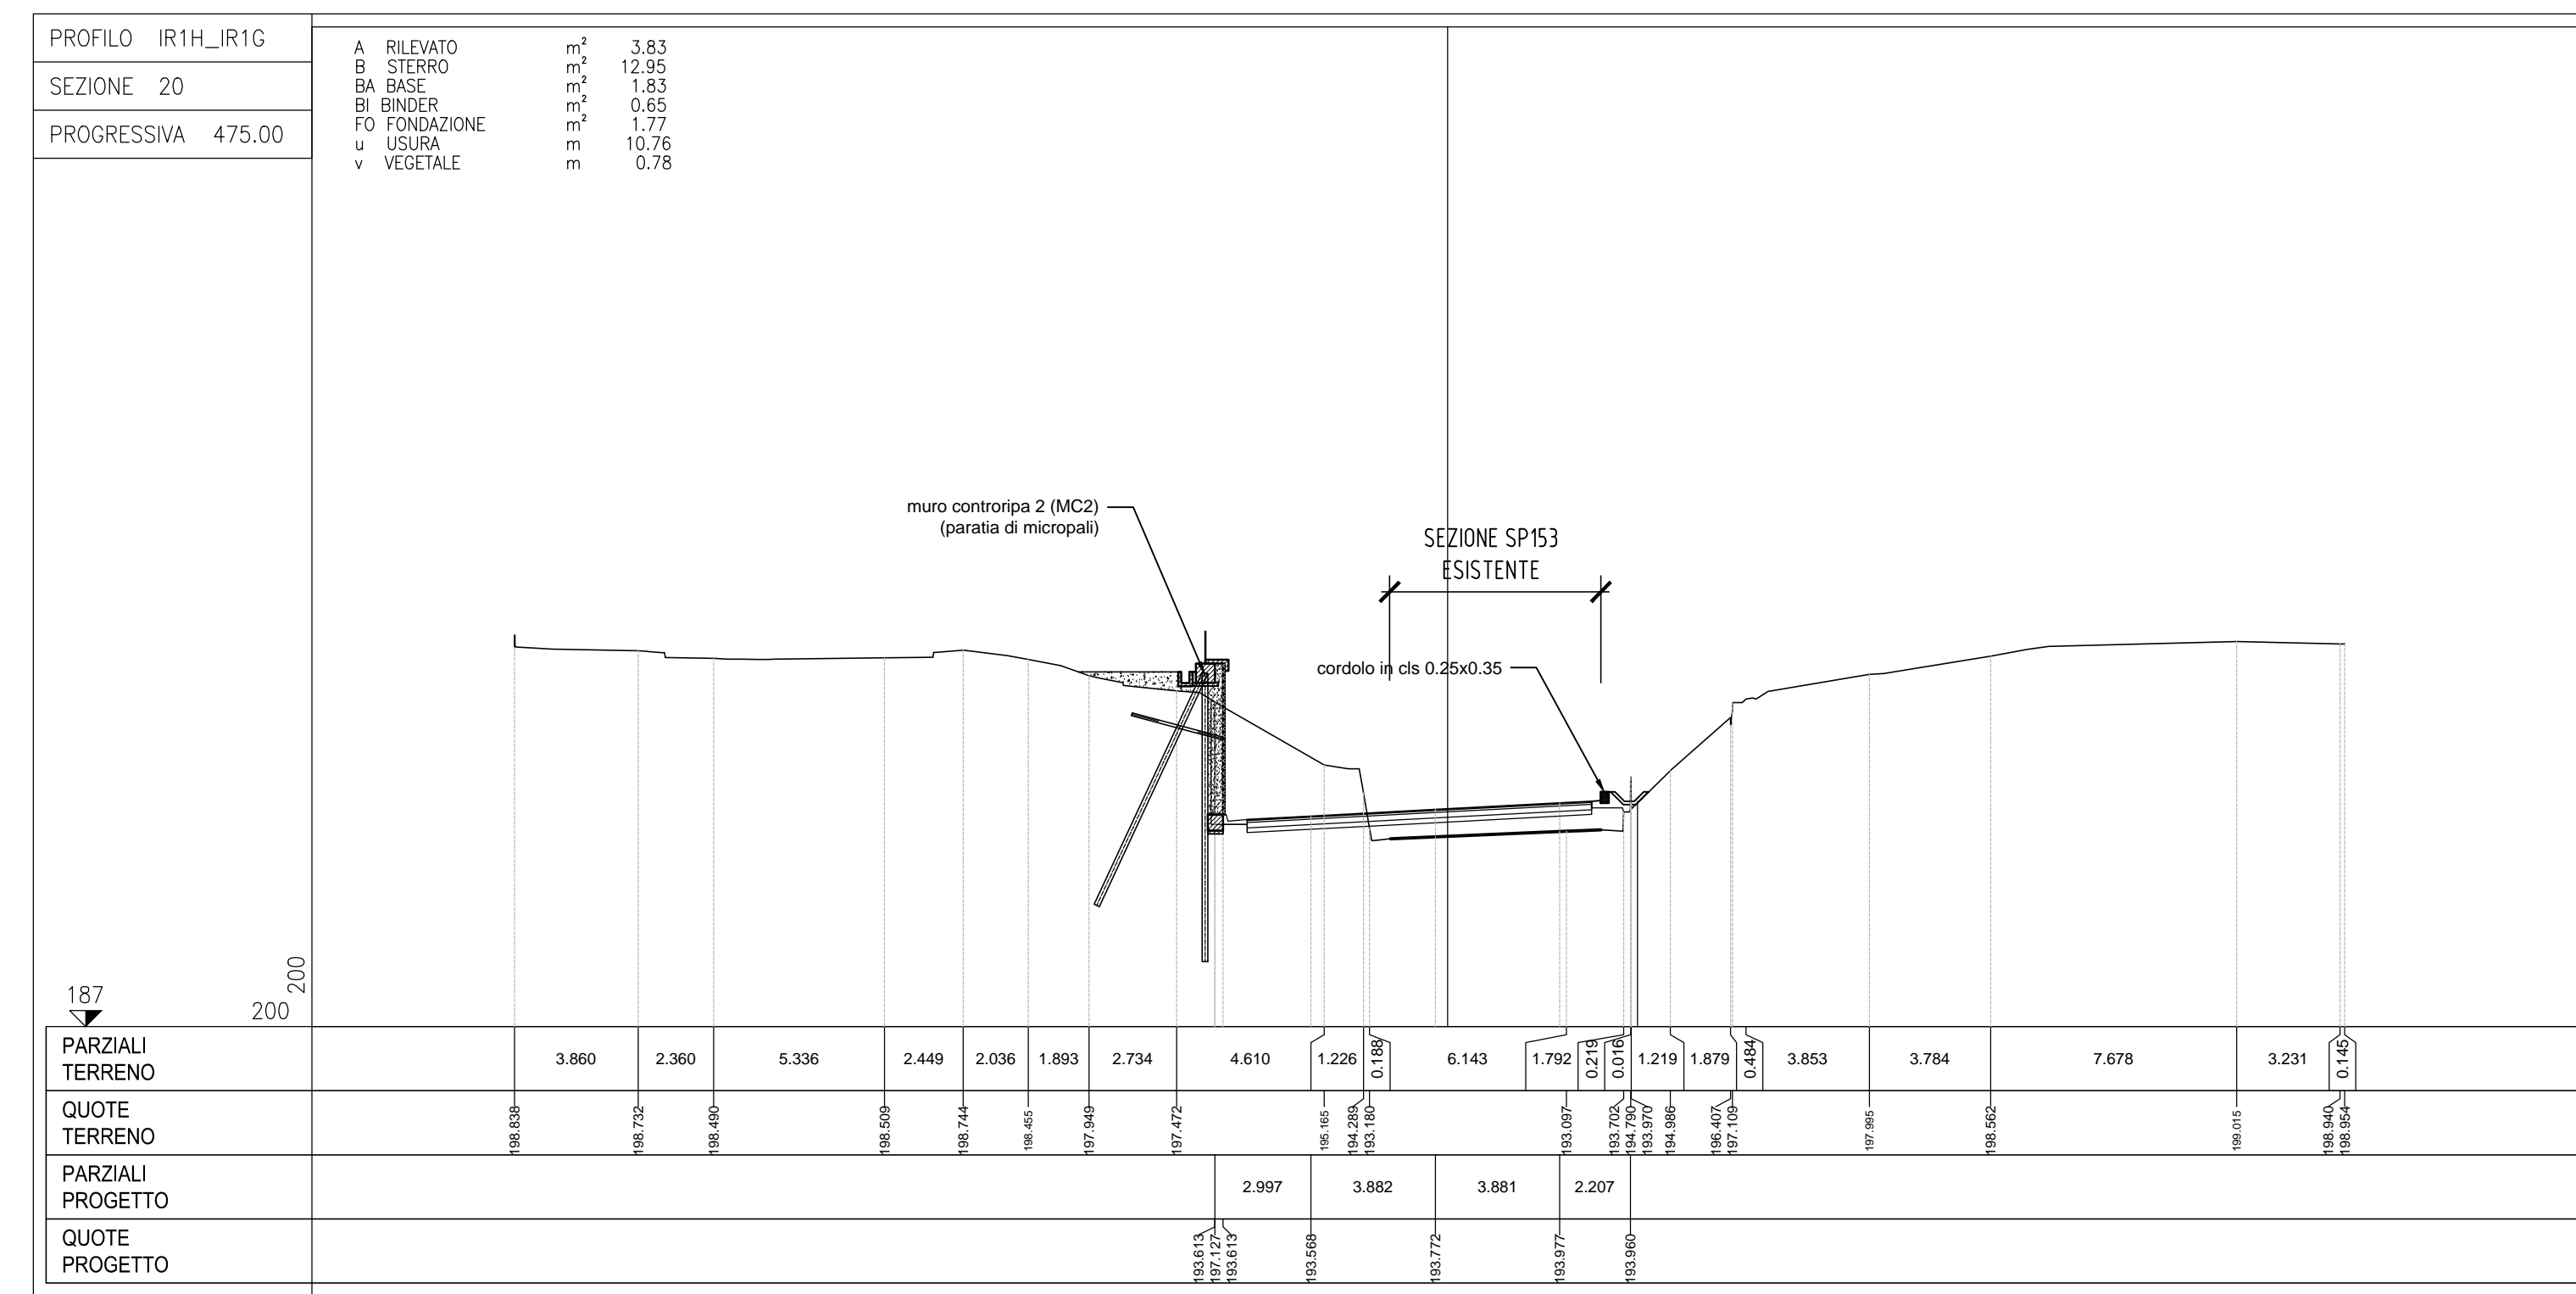 PROFILO IR1H_IR1G
SEZIONE 20
PROGRESSIVA 475.00
A RILEVATO m² 3.83
B STERRO m² 12.95
BA BASE m² 1.83
BI BINDER m² 0.65
FO FONDAZIONE m² 1.77
u USURA m 10.76
v VEGETALE m 0.78
muro controripa 2 (MC2)
(paratia di micropali)
SEZIONE SP153
ESISTENTE
cordolo in cls 0.25x0.35
187
200
200
PARZIALI
TERRENO
3.860 2.360 5.336 2.449 2.036 1.893 2.734 4.610 1.226 0.188 6.143 1.792 0.219 0.016 1.219 1.879 0.484 3.853 3.784 7.678 3.231 0.145
QUOTE
TERRENO
198.838 198.732 198.490 198.509 198.744 198.455 197.949 197.472 195.165 194.289 193.180 193.097 193.702 194.790 193.970 194.986 196.407 197.109 197.995 198.562 199.015 198.940 198.954
PARZIALI
PROGETTO
2.997 3.882 3.881 2.207
QUOTE
PROGETTO
193.613 197.127 193.613 193.568 193.772 193.977 193.960